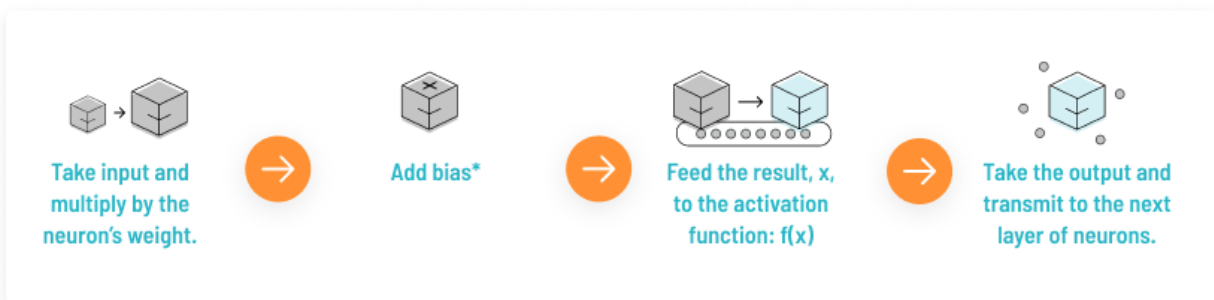 Take input and
multiply by the
neuron's weight.
Add bias*
Feed the result, x,
to the activation
function: f(x)
Take the output and
transmit to the next
layer of neurons.